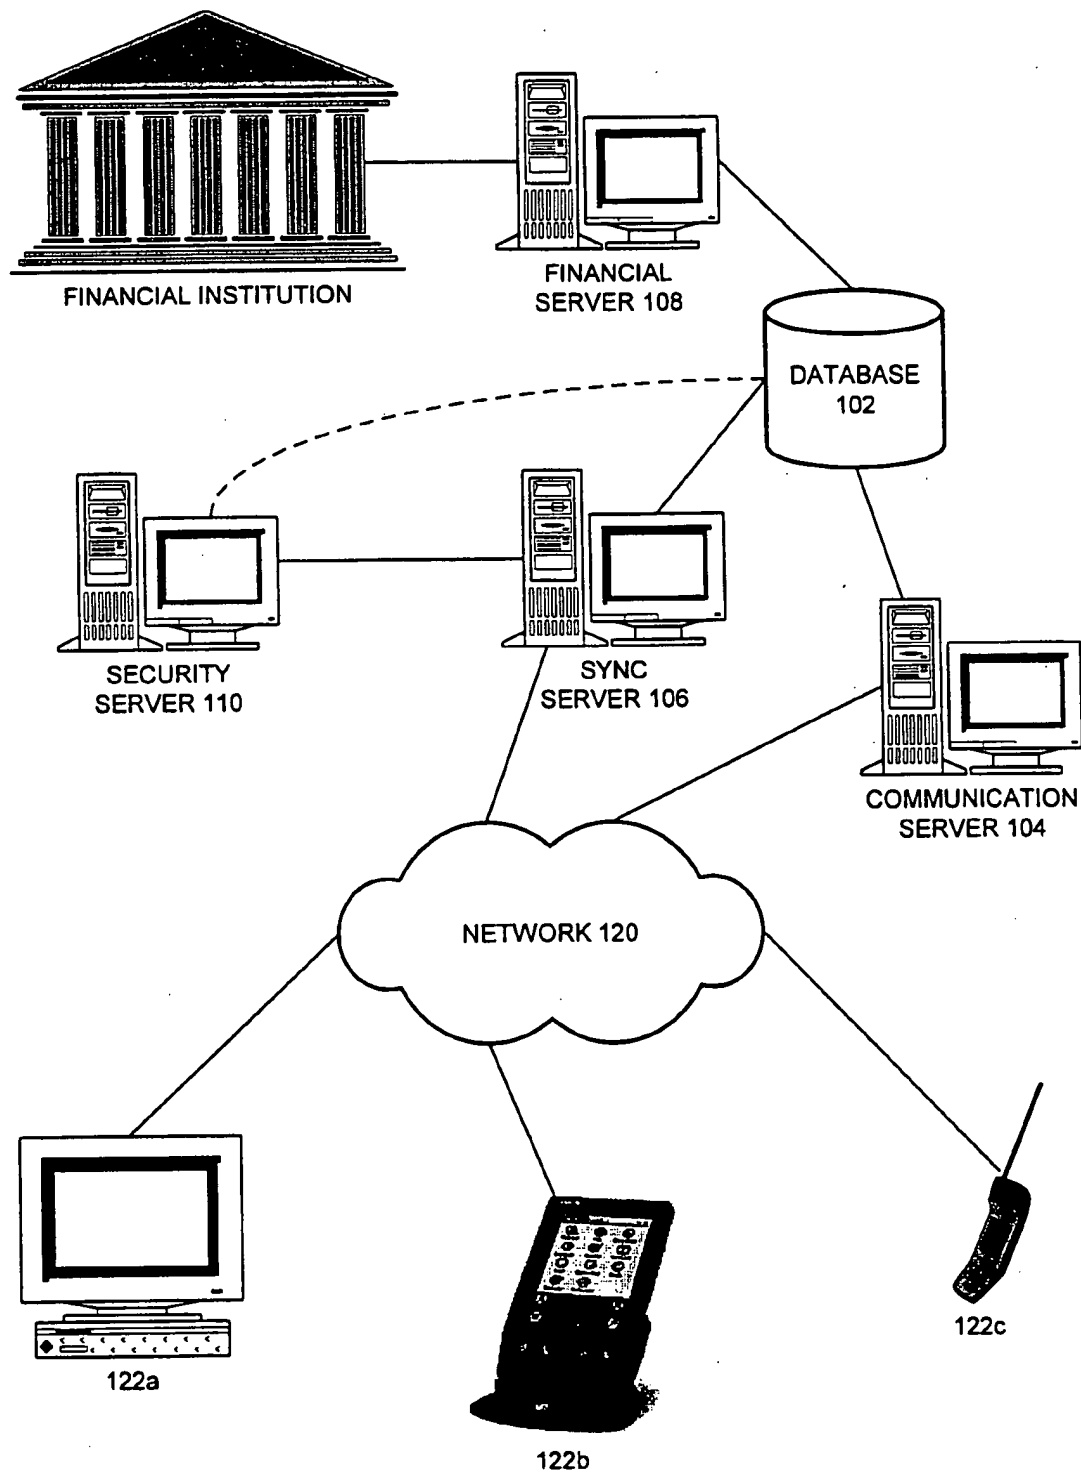 FINANCIAL INSTITUTION
FINANCIAL
SERVER 108
DATABASE
102
SECURITY
SERVER 110
SYNC
SERVER 106
COMMUNICATION
SERVER 104
NETWORK 120
122a
122b
122c